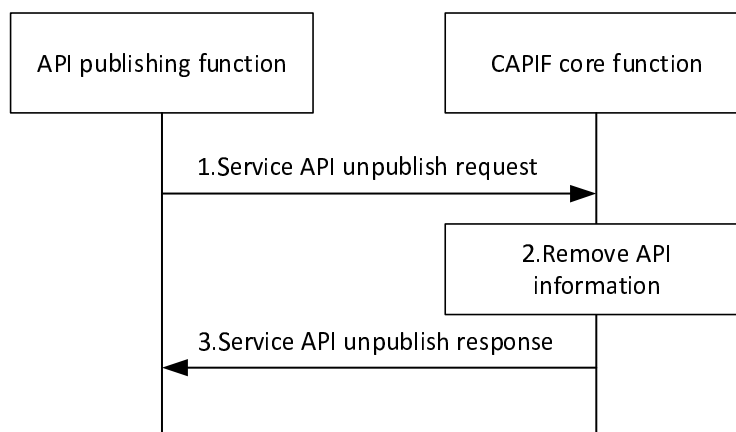 API publishing function
CAPIF core function
1.Service API unpublish request
2.Remove API
information
3.Service API unpublish response